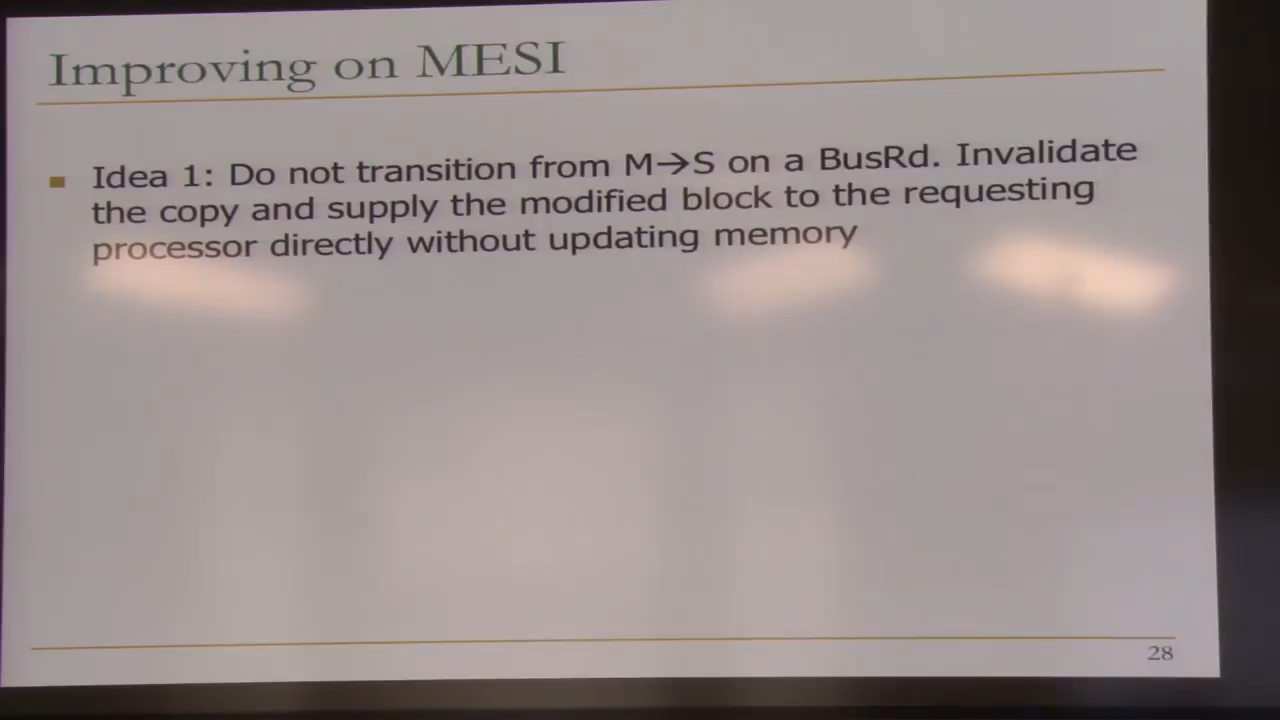 Improving on MESI
Idea 1: Do not transition from M→S on a BusRd. Invalidate
the copy and supply the modified block to the requesting
processor directly without updating memory
28